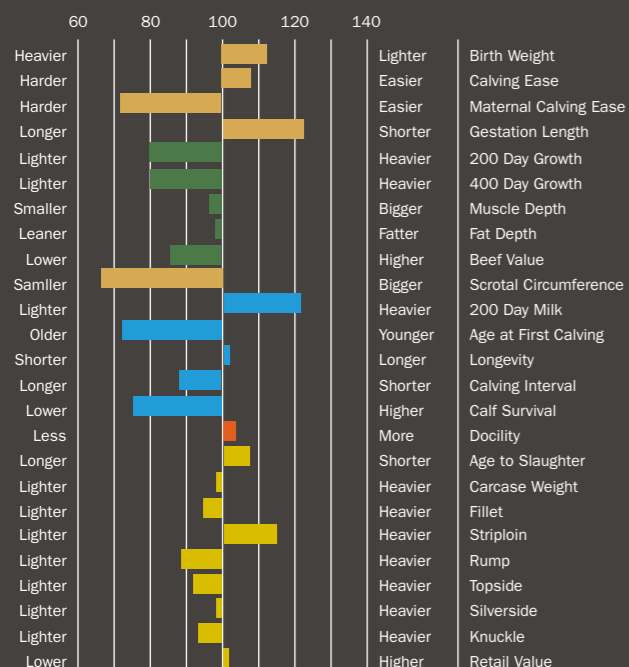 60 80 100 120 140
Heavier Lighter Birth Weight
Harder Easier Calving Ease
Harder Easier Maternal Calving Ease
Longer Shorter Gestation Length
Lighter Heavier 200 Day Growth
Lighter Heavier 400 Day Growth
Smaller Bigger Muscle Depth
Leaner Fatter Fat Depth
Lower Higher Beef Value
Samller Bigger Scrotal Circumference
Lighter Heavier 200 Day Milk
Older Younger Age at First Calving
Shorter Longer Longevity
Longer Shorter Calving Interval
Lower Higher Calf Survival
Less More Docility
Longer Shorter Age to Slaughter
Lighter Heavier Carcase Weight
Lighter Heavier Fillet
Lighter Heavier Striploin
Lighter Heavier Rump
Lighter Heavier Topside
Lighter Heavier Silverside
Lighter Heavier Knuckle
Lower Higher Retail Value